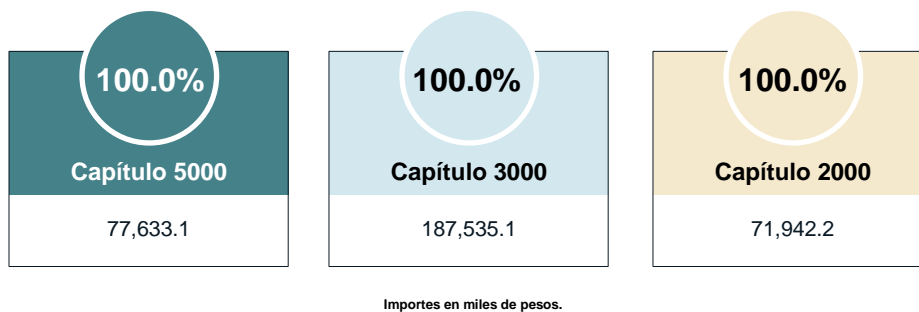 100.0%
Capítulo 5000
77,633.1
100.0%
Capítulo 3000
187,535.1
100.0%
Capítulo 2000
71,942.2
Importes en miles de pesos.